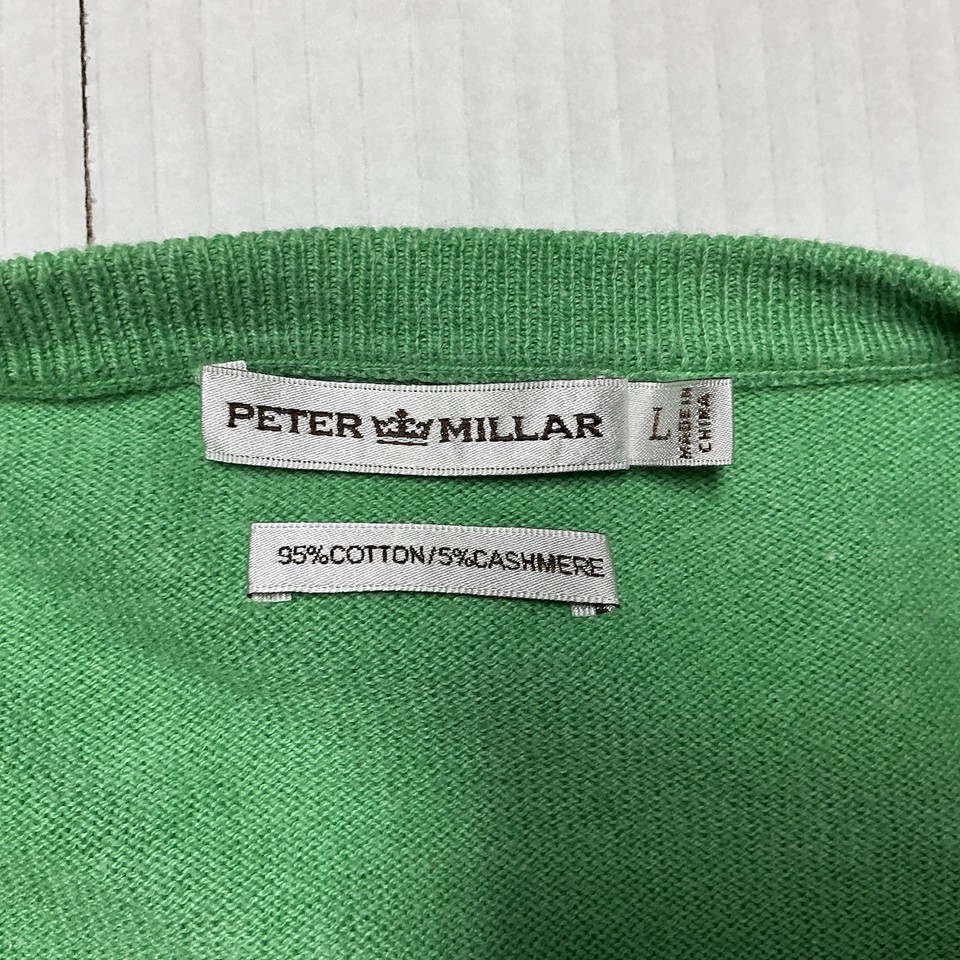 PETER MILLAR
L
MADE IN
CHINA
95%COTTON/5%CASHMERE